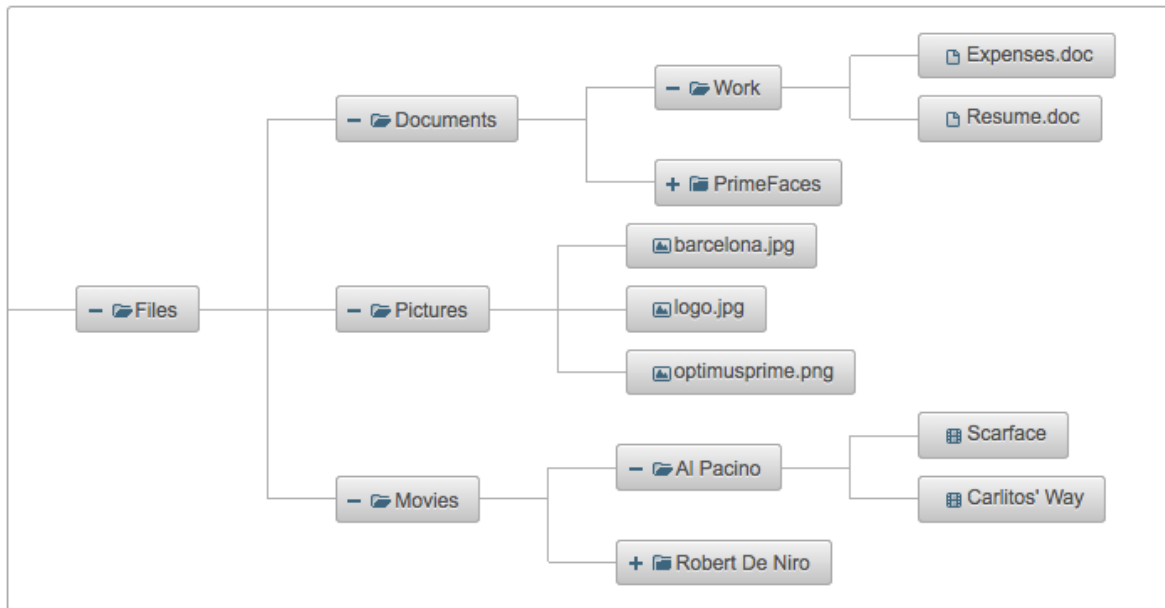 Files
Documents
Work
Expenses.doc
Resume.doc
PrimeFaces
Pictures
barcelona.jpg
logo.jpg
optimusprime.png
Movies
Al Pacino
Scarface
Carlitos' Way
Robert De Niro